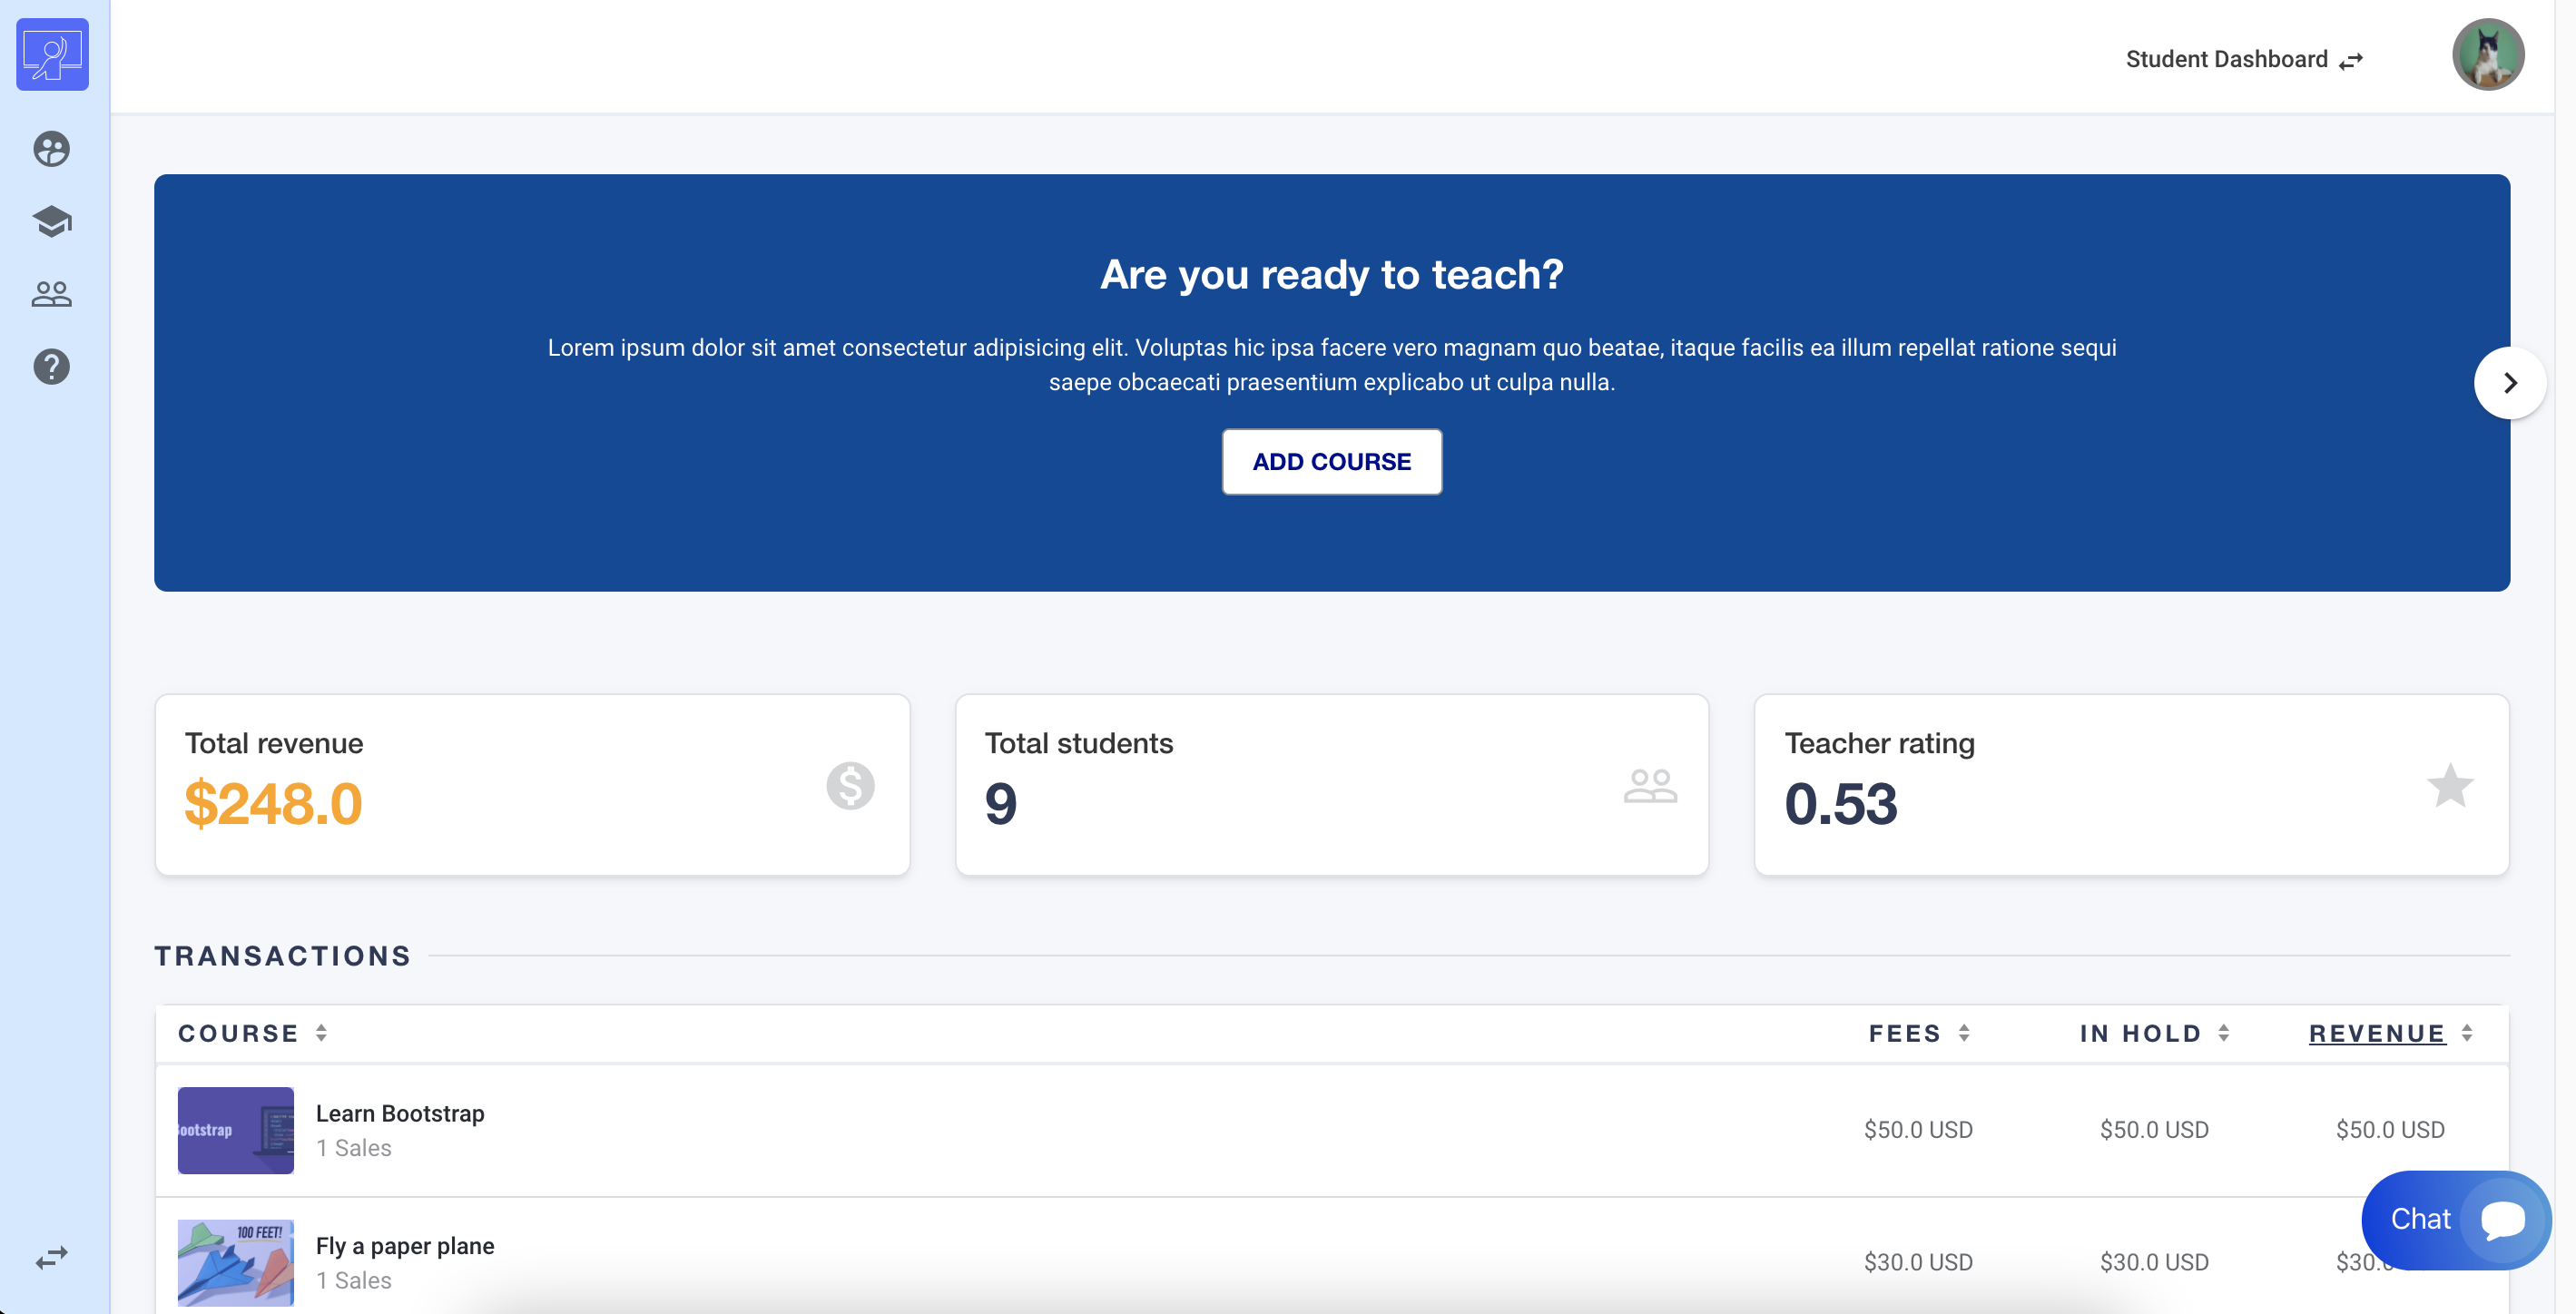 Student Dashboard
Are you ready to teach?
Lorem ipsum dolor sit amet consectetur adipisicing elit. Voluptas hic ipsa facere vero magnam quo beatae, itaque facilis ea illum repellat ratione sequi
saepe obcaecati praesentium explicabo ut culpa nulla.
ADD COURSE
Total revenue
$248.0
Total students
9
Teacher rating
0.53
TRANSACTIONS
COURSE FEES IN HOLD REVENUE
Bootstrap
Learn Bootstrap
1 Sales
$50.0 USD $50.0 USD $50.0 USD
100 FEET!
Fly a paper plane
1 Sales
$30.0 USD $30.0 USD $30.
Chat